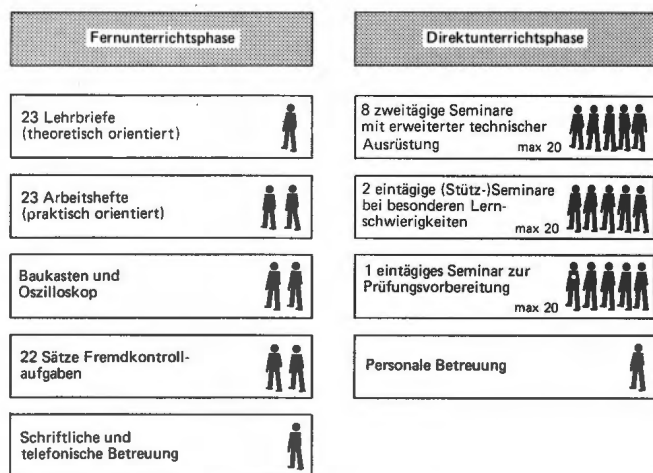 Fernunterrichtsphase
23 Lehrbriefe
(theoretisch orientiert)
23 Arbeitshefte
(praktisch orientiert)
Baukasten und
Oszilloskop
22 Sätze Fremdkontroll-
aufgaben
Schriftliche und
telefonische Betreuung
Direktunterrichtsphase
8 zweitägige Seminare
mit erweiterter technischer
Ausrüstung
max 20
2 eintägige (Stütz-)Seminare
bei besonderen Lern-
schwierigkeiten
max 20
1 eintägiges Seminar zur
Prüfungsvorbereitung
max 20
Personale Betreuung